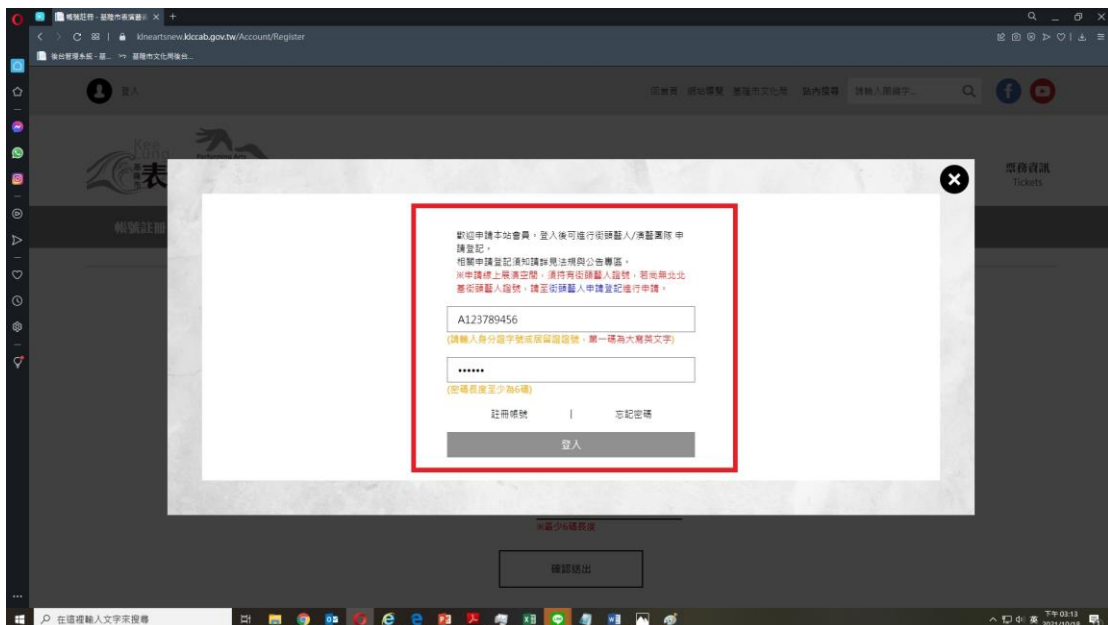 帳號註冊 - 基隆市表演藝
klneartsnew.klccab.gov.tw/Account/Register
後台管理系統 - 基...
基隆市文化局後台...
登入
回首頁 網站導覽 基隆市文化局 站內搜尋 請輸入關鍵字...
Kee
Lung
Performing Arts
基隆市
表
票務資訊
Tickets
帳號註冊
歡迎申請本站會員，登入後可進行街頭藝人/演藝團隊 申
請登記。
相關申請登記須知請詳見法規與公告專區。
※申請線上展演空間，須持有街頭藝人證號，若尚無北北
基街頭藝人證號，請至街頭藝人申請登記進行申請。
A123789456
(請輸入身分證字號或居留證證號，第一碼為大寫英文字)
••••••
(密碼長度至少為6碼)
註冊帳號 | 忘記密碼
登入
※最少6碼長度
確認送出
在這裡輸入文字來搜尋
英
下午 03:13
2021/10/18